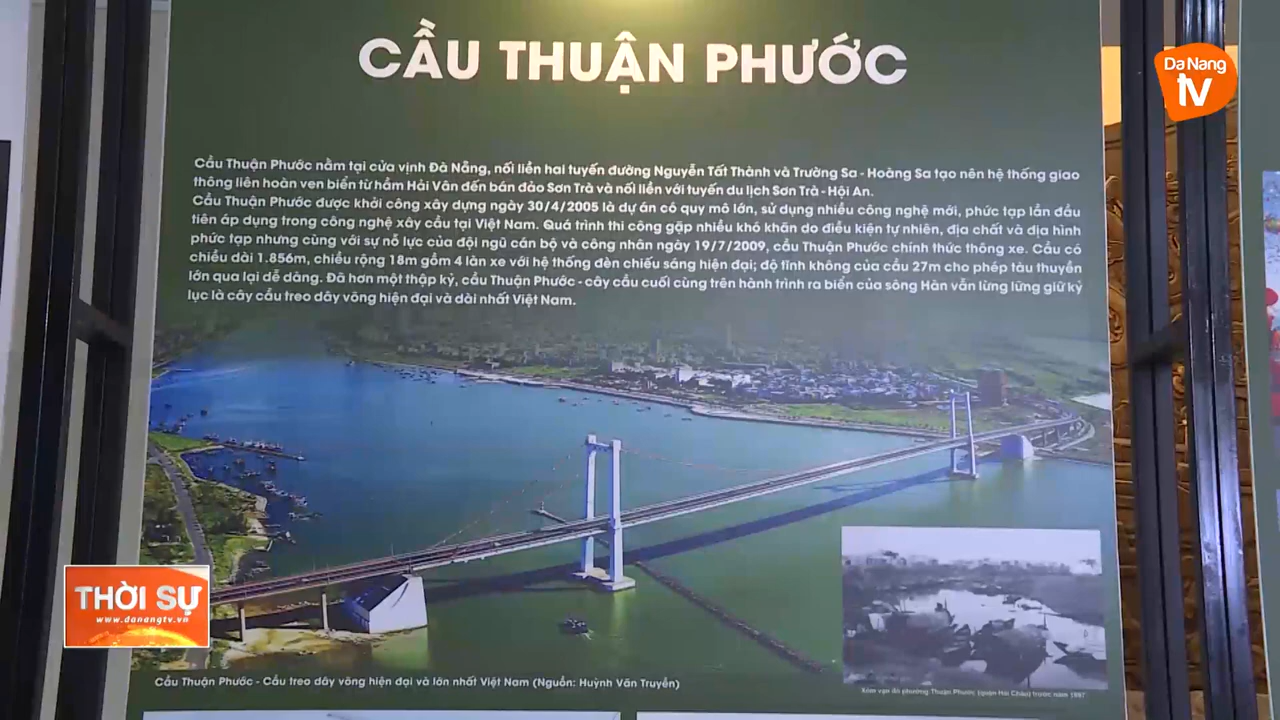 CẦU THUẬN PHƯỚC
Da Nang
tv
Cầu Thuận Phước nằm tại cửa vịnh Đà Nẵng, nối liền hai tuyến đường Nguyễn Tất Thành và Trường Sa - Hoàng Sa tạo nên hệ thống giao
thông liên hoàn ven biển từ hầm Hải Vân đến bán đảo Sơn Trà và nối liền với tuyến du lịch Sơn Trà - Hội An.
Cầu Thuận Phước được khởi công xây dựng ngày 30/4/2005 là dự án có quy mô lớn, sử dụng nhiều công nghệ mới, phức tạp lần đầu
tiên áp dụng trong công nghệ xây cầu tại Việt Nam. Quá trình thi công gặp nhiều khó khăn do điều kiện tự nhiên, địa chất và địa hình
phức tạp nhưng cùng với sự nỗ lực của đội ngũ cán bộ và công nhân ngày 19/7/2009, cầu Thuận Phước chính thức thông xe. Cầu có
chiều dài 1.856m, chiều rộng 18m gồm 4 làn xe với hệ thống đèn chiếu sáng hiện đại; độ tĩnh không của cầu 27m cho phép tàu thuyền
lớn qua lại dễ dàng. Đã hơn một thập kỷ, cầu Thuận Phước - cây cầu cuối cùng trên hành trình ra biển của sông Hàn vẫn lừng lững giữ kỷ
lục là cây cầu treo dây võng hiện đại và dài nhất Việt Nam.
THỜI SỰ
www.danangtv.vn
Cầu Thuận Phước - Cầu treo dây võng hiện đại và lớn nhất Việt Nam (Nguồn: Huỳnh Văn Truyền)
Xóm vạn đò phường Thuận Phước (quận Hải Châu) trước năm 1997